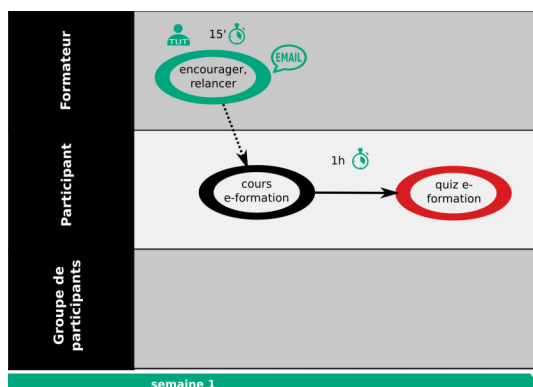 Formateur
TUT
15'
EMAIL
encourager,
relancer
Participant
1h
cours
e-formation
quiz e-
formation
Groupe de
participants
semaine 1